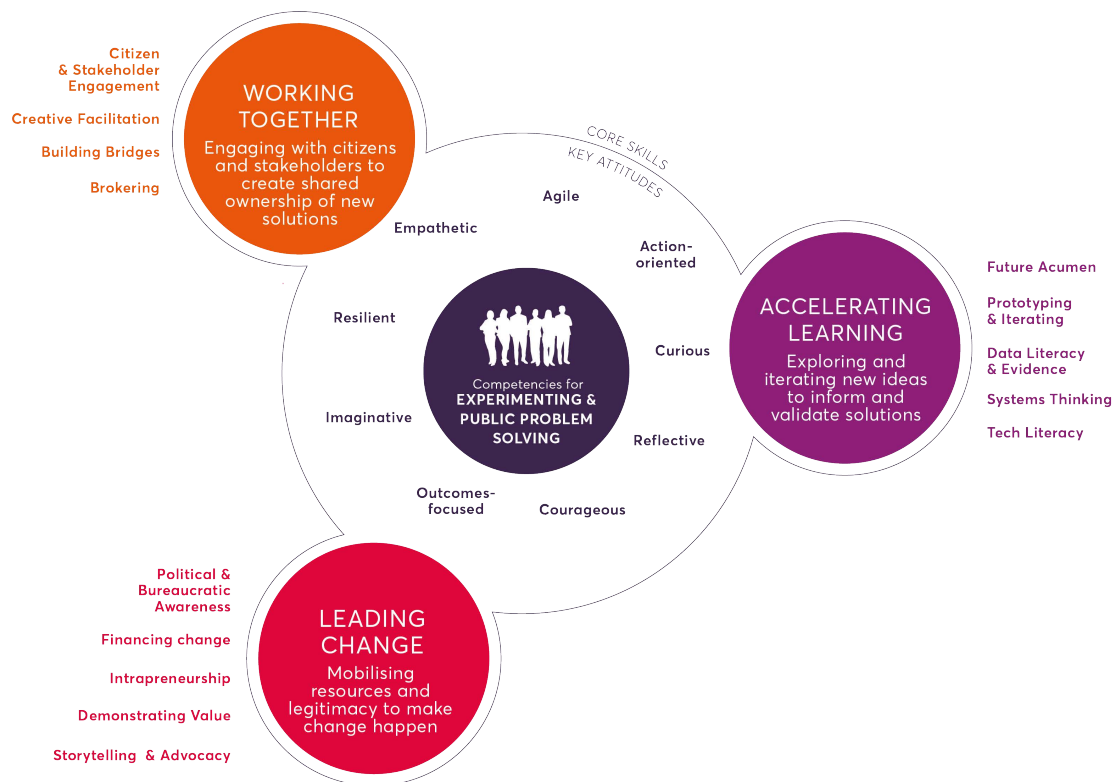 Citizen
& Stakeholder
Engagement
Creative Facilitation
Building Bridges
Brokering
WORKING
TOGETHER
Engaging with citizens
and stakeholders to
create shared
ownership of new
solutions
CORE SKILLS
KEY ATTITUDES
Agile
Empathetic
Action-
oriented
Resilient
Curious
Imaginative
Reflective
Outcomes-
focused
Courageous
Competencies for
EXPERIMENTING &
PUBLIC PROBLEM
SOLVING
ACCELERATING
LEARNING
Exploring and
iterating new ideas
to inform and
validate solutions
Future Acumen
Prototyping
& Iterating
Data Literacy
& Evidence
Systems Thinking
Tech Literacy
Political &
Bureaucratic
Awareness
Financing change
Intrapreneurship
Demonstrating Value
Storytelling & Advocacy
LEADING
CHANGE
Mobilising
resources and
legitimacy to make
change happen